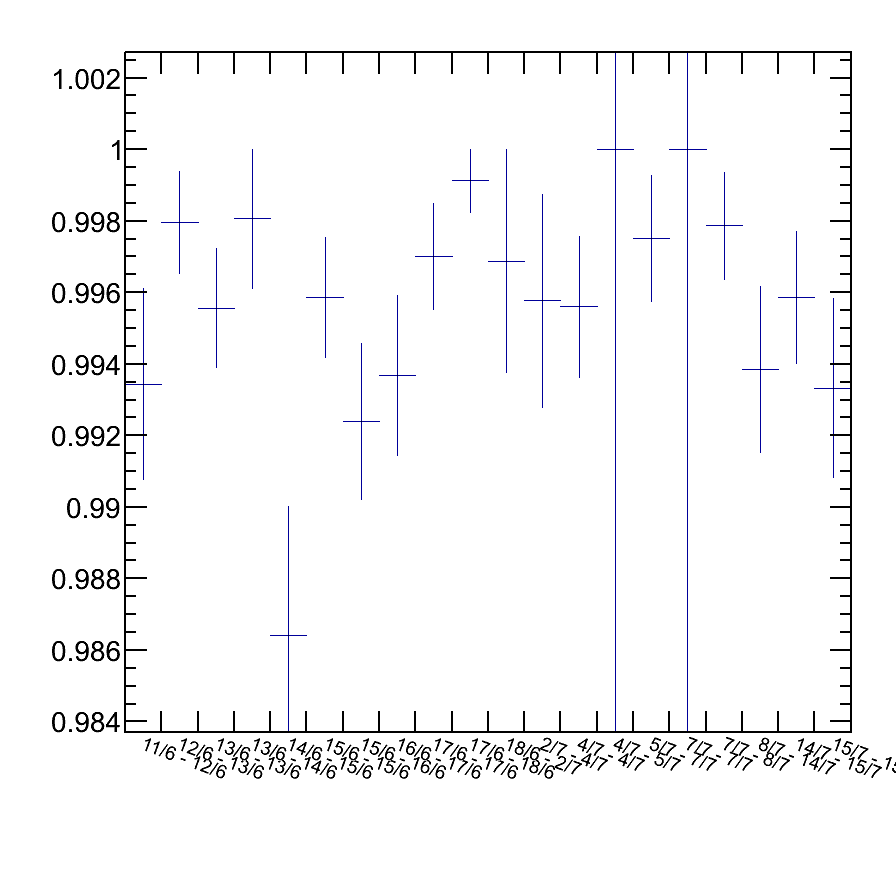 1.002
1
0.998
0.996
0.994
0.992
0.99
0.988
0.986
0.984
11/6 - 12/6
12/6 - 13/6
13/6 - 13/6
13/6 - 14/6
14/6 - 15/6
15/6 - 15/6
15/6 - 16/6
16/6 - 17/6
17/6 - 17/6
17/6 - 18/6
18/6 - 2/7
2/7 - 4/7
4/7 - 4/7
4/7 - 5/7
5/7 - 7/7
7/7 - 7/7
7/7 - 8/7
8/7 - 14/7
14/7 - 15/7
15/7 - 15